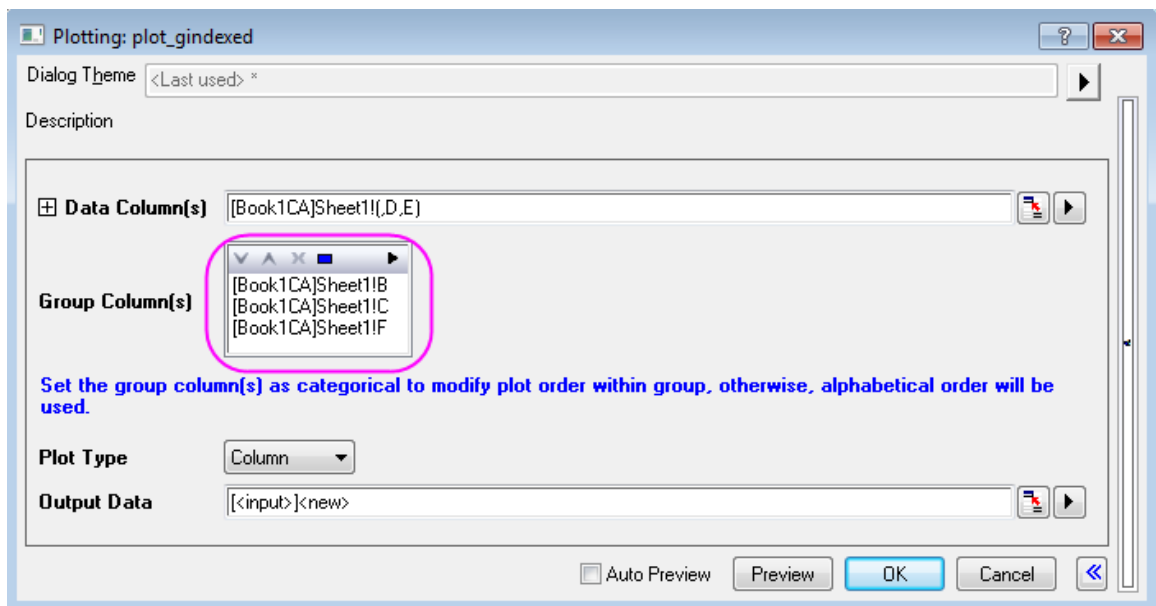 Plotting: plot_gindexed
Dialog Theme <Last used> *
Description
Data Column(s) [Book1CA]Sheet1!(,D,E)
Group Column(s)
[Book1CA]Sheet1!B
[Book1CA]Sheet1!C
[Book1CA]Sheet1!F
Set the group column(s) as categorical to modify plot order within group, otherwise, alphabetical order will be
used.
Plot Type Column
Output Data [<input>]<new>
Auto Preview Preview OK Cancel